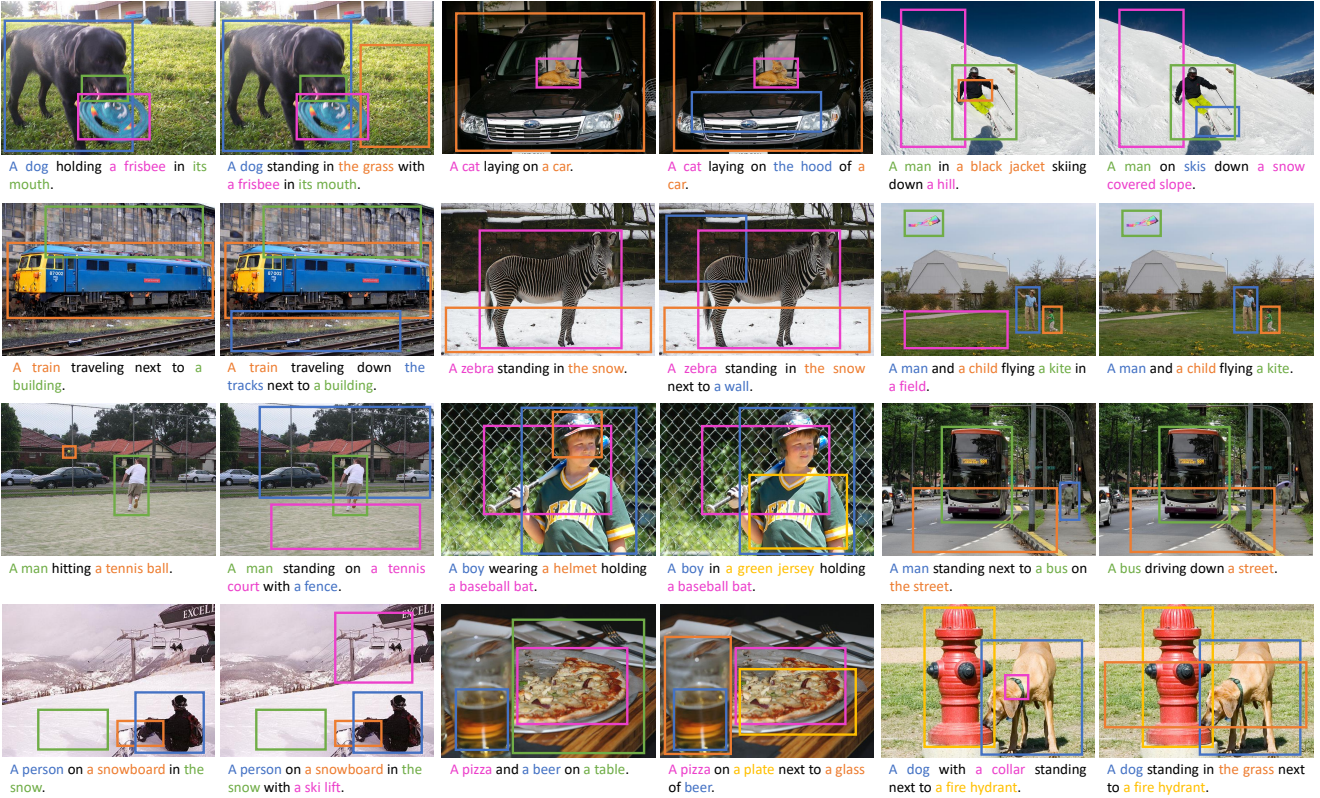 A dog holding a frisbee in its
mouth.
A dog standing in the grass with
a frisbee in its mouth.
A cat laying on a car.
A cat laying on the hood of a
car.
A man in a black jacket skiing
down a hill.
A man on skis down a snow
covered slope.
87002
A train traveling next to a
building.
87002
A train traveling down the
tracks next to a building.
A zebra standing in the snow.
A zebra standing in the snow
next to a wall.
A man and a child flying a kite in
a field.
A man and a child flying a kite.
A man hitting a tennis ball.
A man standing on a tennis
court with a fence.
A boy wearing a helmet holding
a baseball bat.
A boy in a green jersey holding
a baseball bat.
A man standing next to a bus on
the street.
A bus driving down a street.
EXCELE
A person on a snowboard in the
snow.
EXCELE
A person on a snowboard in the
snow with a ski lift.
A pizza and a beer on a table.
A pizza on a plate next to a glass
of beer.
A dog with a collar standing
next to a fire hydrant.
A dog standing in the grass next
to a fire hydrant.